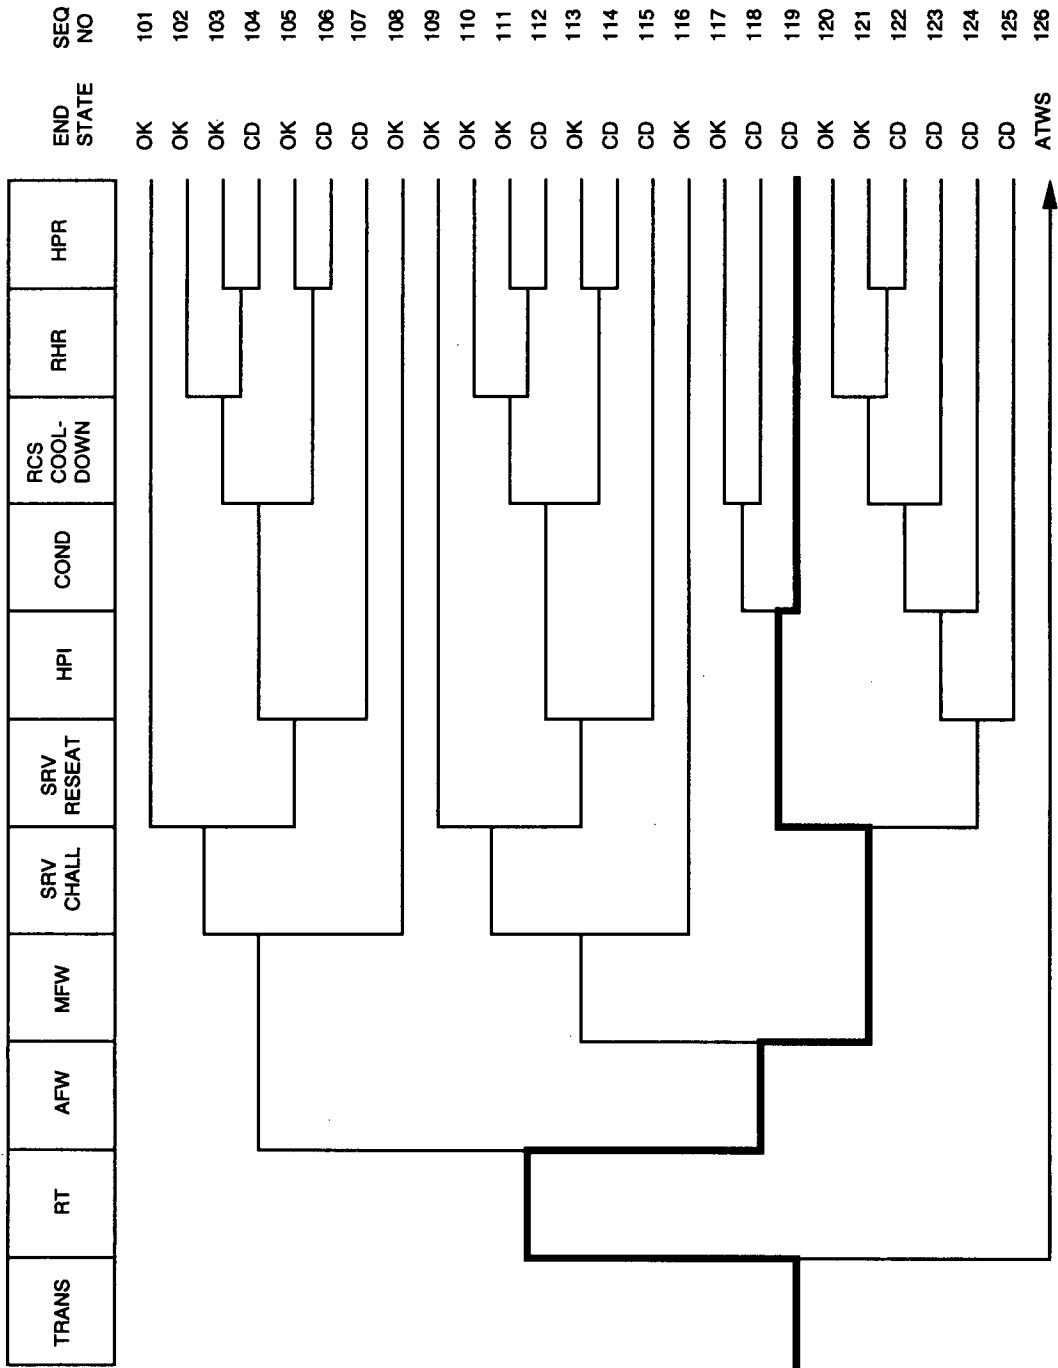 TRANS
RT
AFW
MFW
SRV
CHALL
SRV
RESEAT
HPI
COND
RCS
COOL-
DOWN
RHR
HPR
END
STATE
SEQ
NO
OK 101
OK 102
OK 103
CD 104
OK 105
CD 106
CD 107
OK 108
OK 109
OK 110
OK 111
CD 112
OK 113
CD 114
CD 115
OK 116
OK 117
CD 118
CD 119
OK 120
OK 121
CD 122
CD 123
CD 124
CD 125
ATWS 126